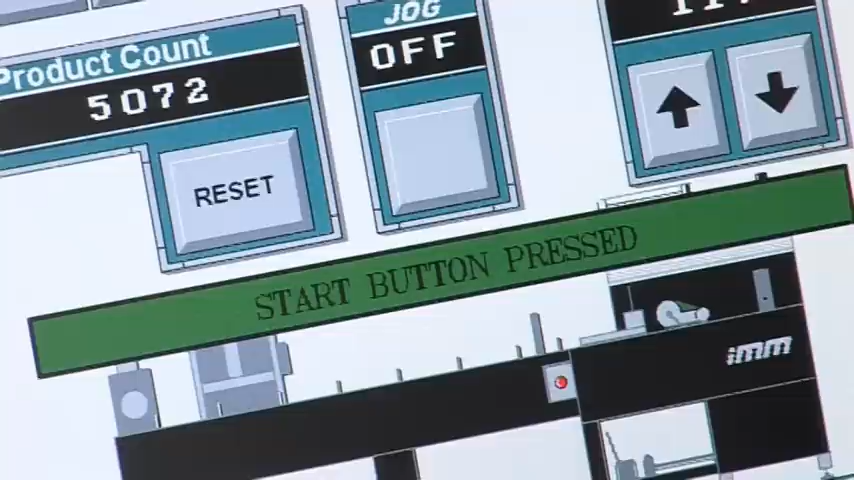 Product Count
5072
RESET
JOG
OFF
START BUTTON PRESSED
imm